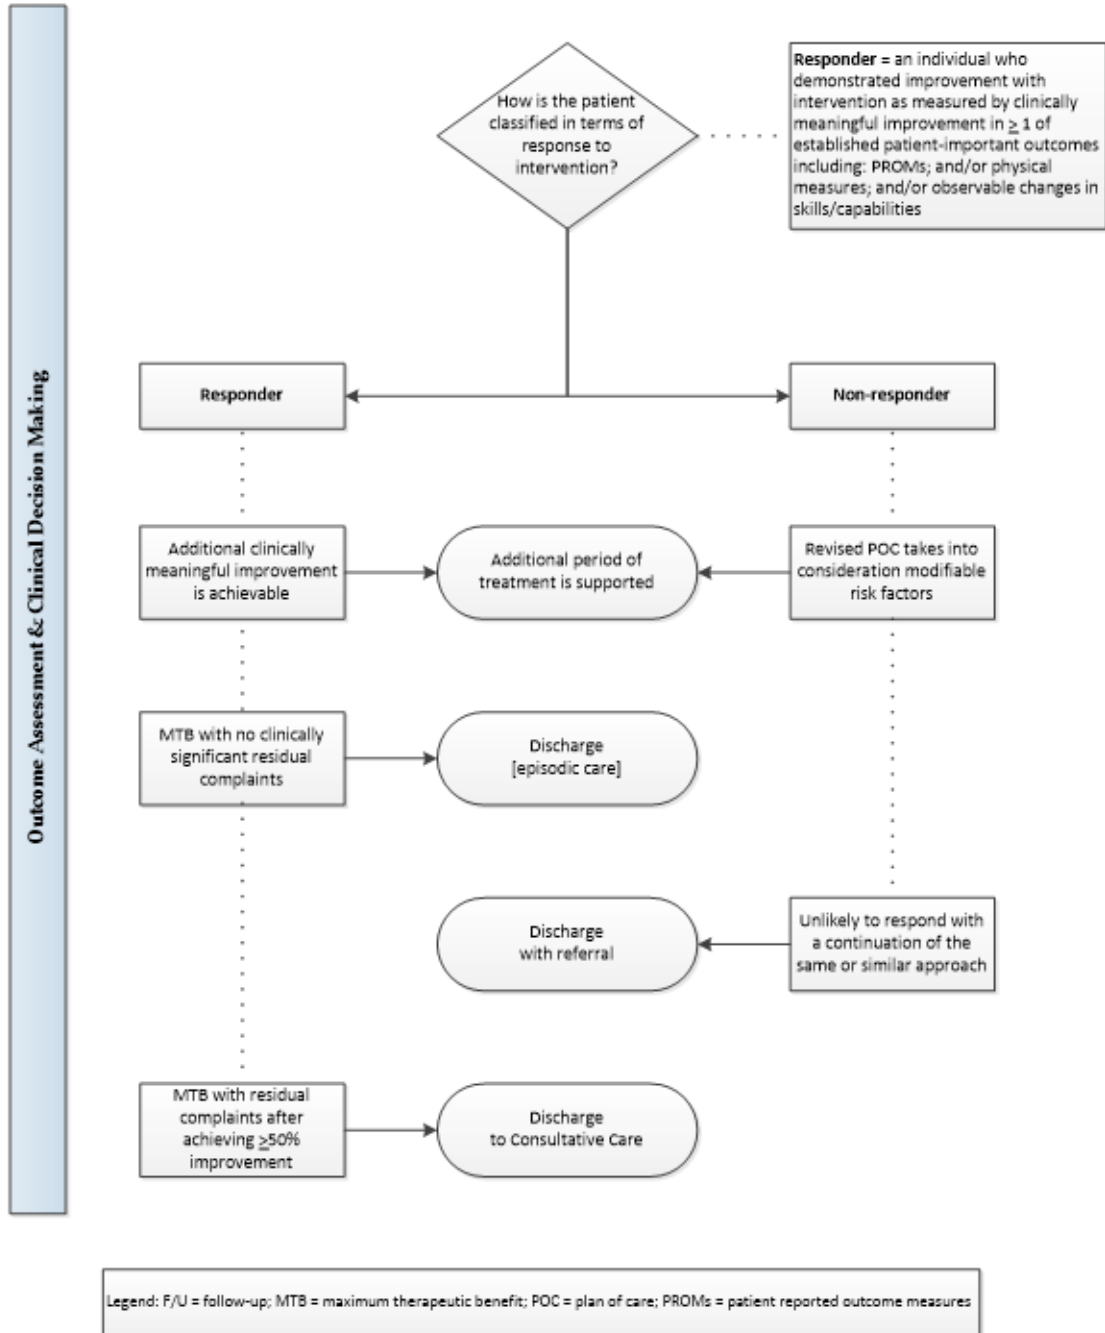 Outcome Assessment & Clinical Decision Making
How is the patient
classified in terms of
response to
intervention?
Responder = an individual who
demonstrated improvement with
intervention as measured by clinically
meaningful improvement in ≥ 1 of
established patient-important outcomes
including: PROMs; and/or physical
measures; and/or observable changes in
skills/capabilities
Responder
Non-responder
Additional clinically
meaningful improvement
is achievable
Additional period of
treatment is supported
Revised POC takes into
consideration modifiable
risk factors
MTB with no clinically
significant residual
complaints
Discharge
[episodic care]
Discharge
with referral
Unlikely to respond with
a continuation of the
same or similar approach
MTB with residual
complaints after
achieving ≥50%
improvement
Discharge
to Consultative Care
Legend: F/U = follow-up; MTB = maximum therapeutic benefit; POC = plan of care; PROMs = patient reported outcome measures